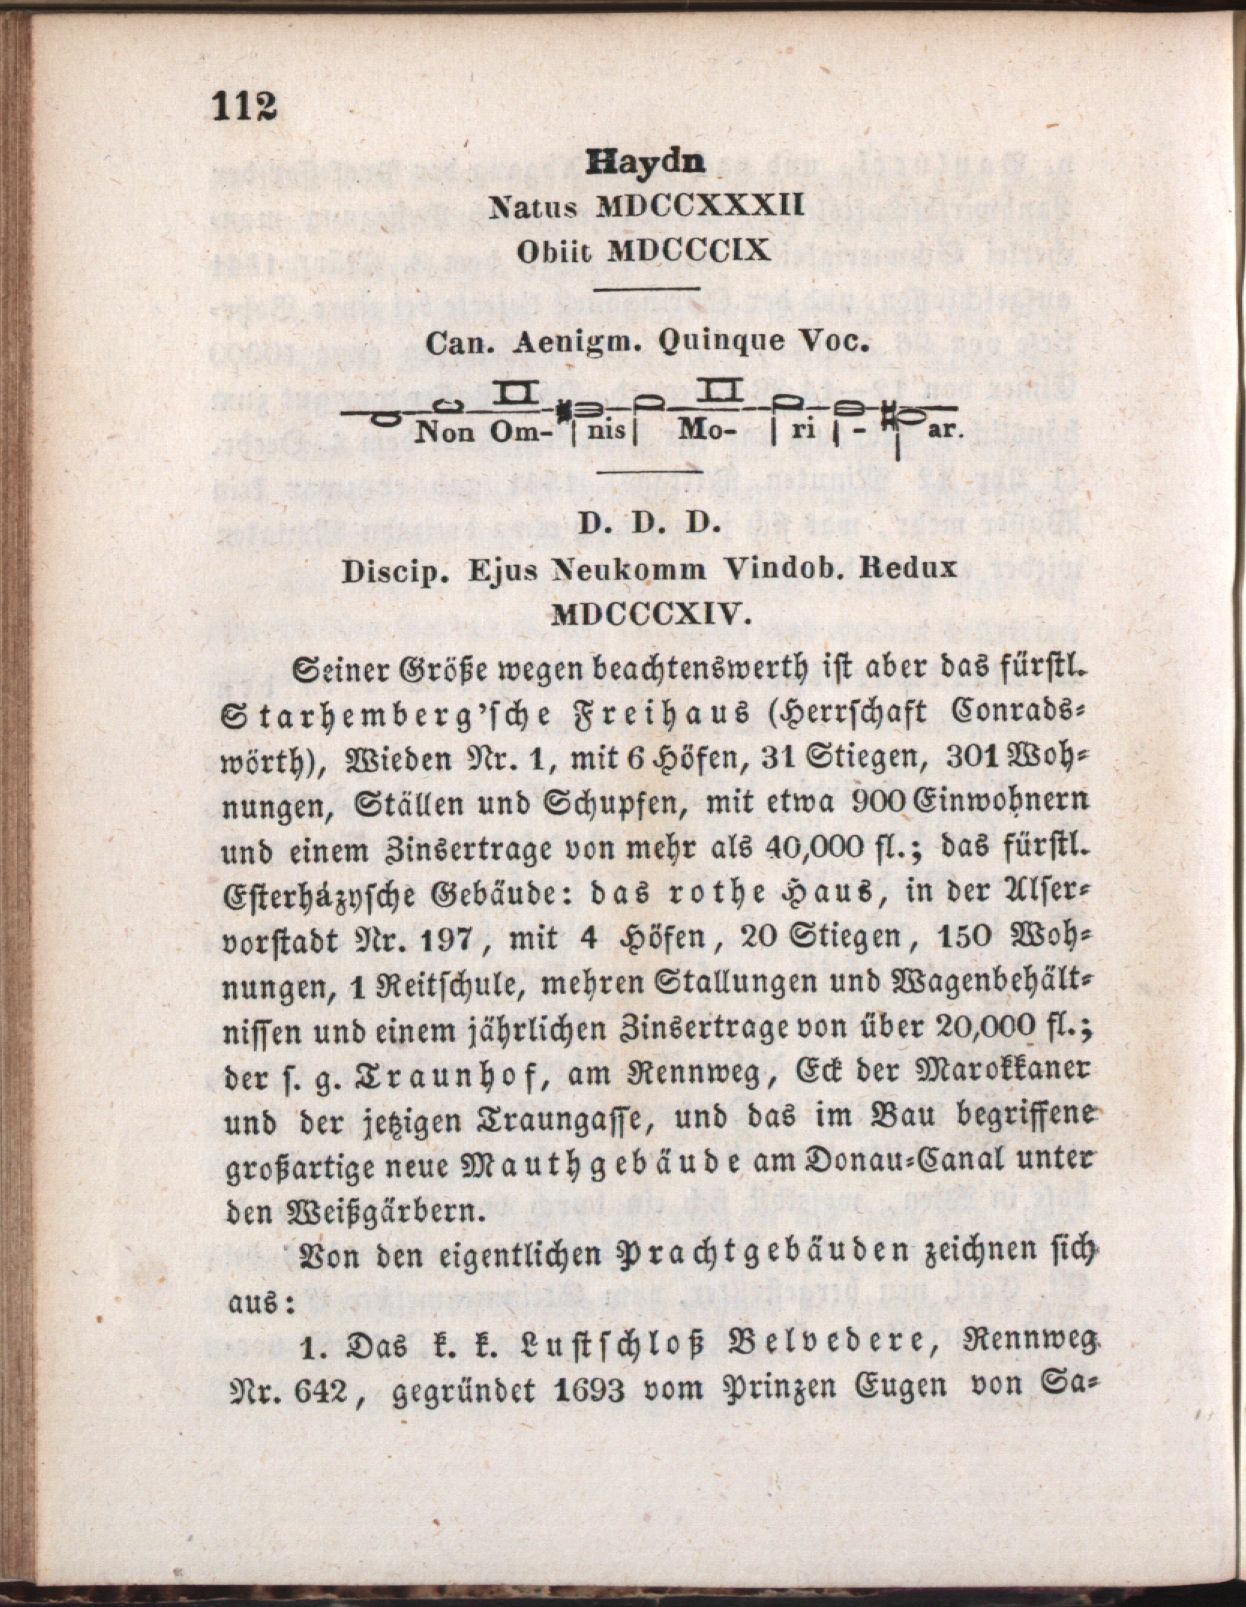 112
Haydn
Natus MDCCXXXII
Obiit MDCCCIX
Can. Aenigm. Quinque Voc.
Non Om- nis Mo- ri - ar.
D. D. D.
Discip. Ejus Neukomm Vindob. Redux
MDCCCXIV.
Seiner Größe wegen beachtenswerth ist aber das fürstl.
Starhemberg'sche Freihaus (Herrschaft Conrads-
wörth), Wieden Nr. 1, mit 6 Höfen, 31 Stiegen, 301 Woh-
nungen, Ställen und Schupfen, mit etwa 900 Einwohnern
und einem Zinsertrage von mehr als 40,000 fl.; das fürstl.
Esterházysche Gebäude: das rothe Haus, in der Alser-
vorstadt Nr. 197, mit 4 Höfen, 20 Stiegen, 150 Woh-
nungen, 1 Reitschule, mehren Stallungen und Wagenbehält-
nissen und einem jährlichen Zinsertrage von über 20,000 fl.;
der s. g. Traunhof, am Rennweg, Eck der Marokkaner
und der jetzigen Traungasse, und das im Bau begriffene
großartige neue Mauthgebäude am Donau-Canal unter
den Weißgärbern.
Von den eigentlichen Prachtgebäuden zeichnen sich
aus:
1. Das k. k. Lustschloß Belvedere, Rennweg
Nr. 642, gegründet 1693 vom Prinzen Eugen von Sa-